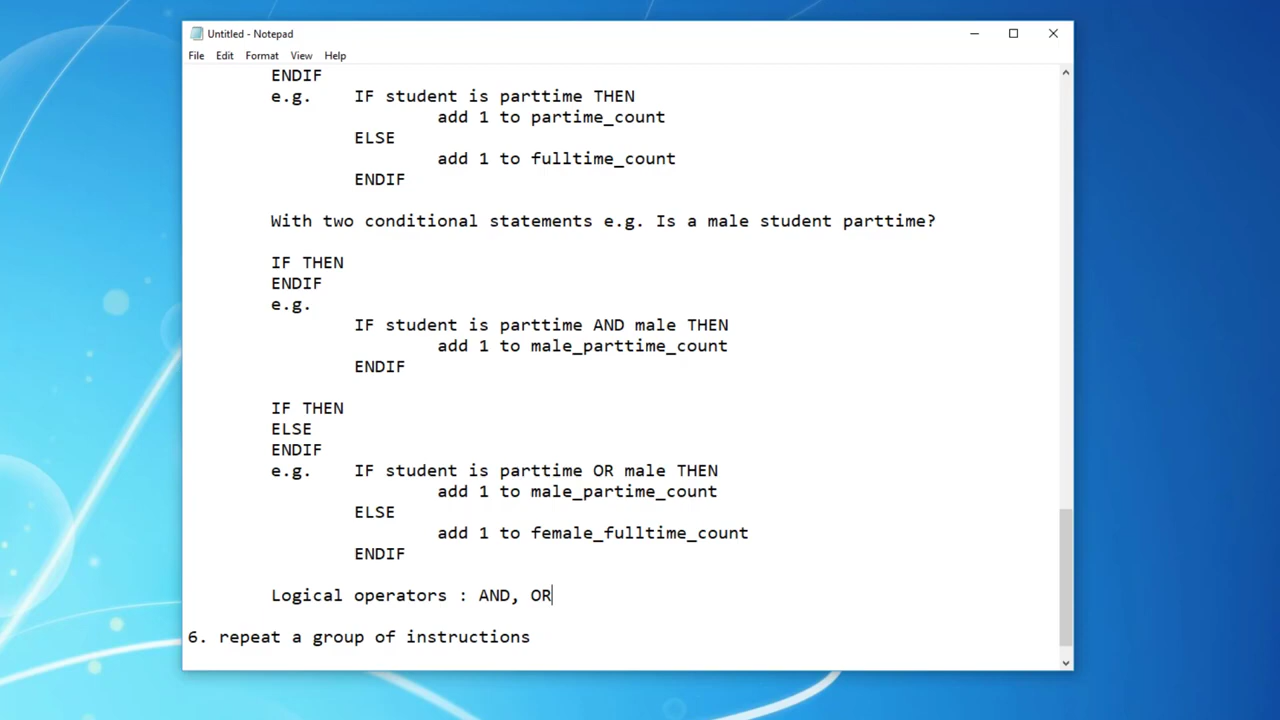 Untitled - Notepad
File Edit Format View Help
ENDIF
e.g. IF student is parttime THEN
add 1 to partime_count
ELSE
add 1 to fulltime_count
ENDIF
With two conditional statements e.g. Is a male student parttime?
IF THEN
ENDIF
e.g.
IF student is parttime AND male THEN
add 1 to male_parttime_count
ENDIF
IF THEN
ELSE
ENDIF
e.g. IF student is parttime OR male THEN
add 1 to male_partime_count
ELSE
add 1 to female_fulltime_count
ENDIF
Logical operators : AND, OR
6. repeat a group of instructions